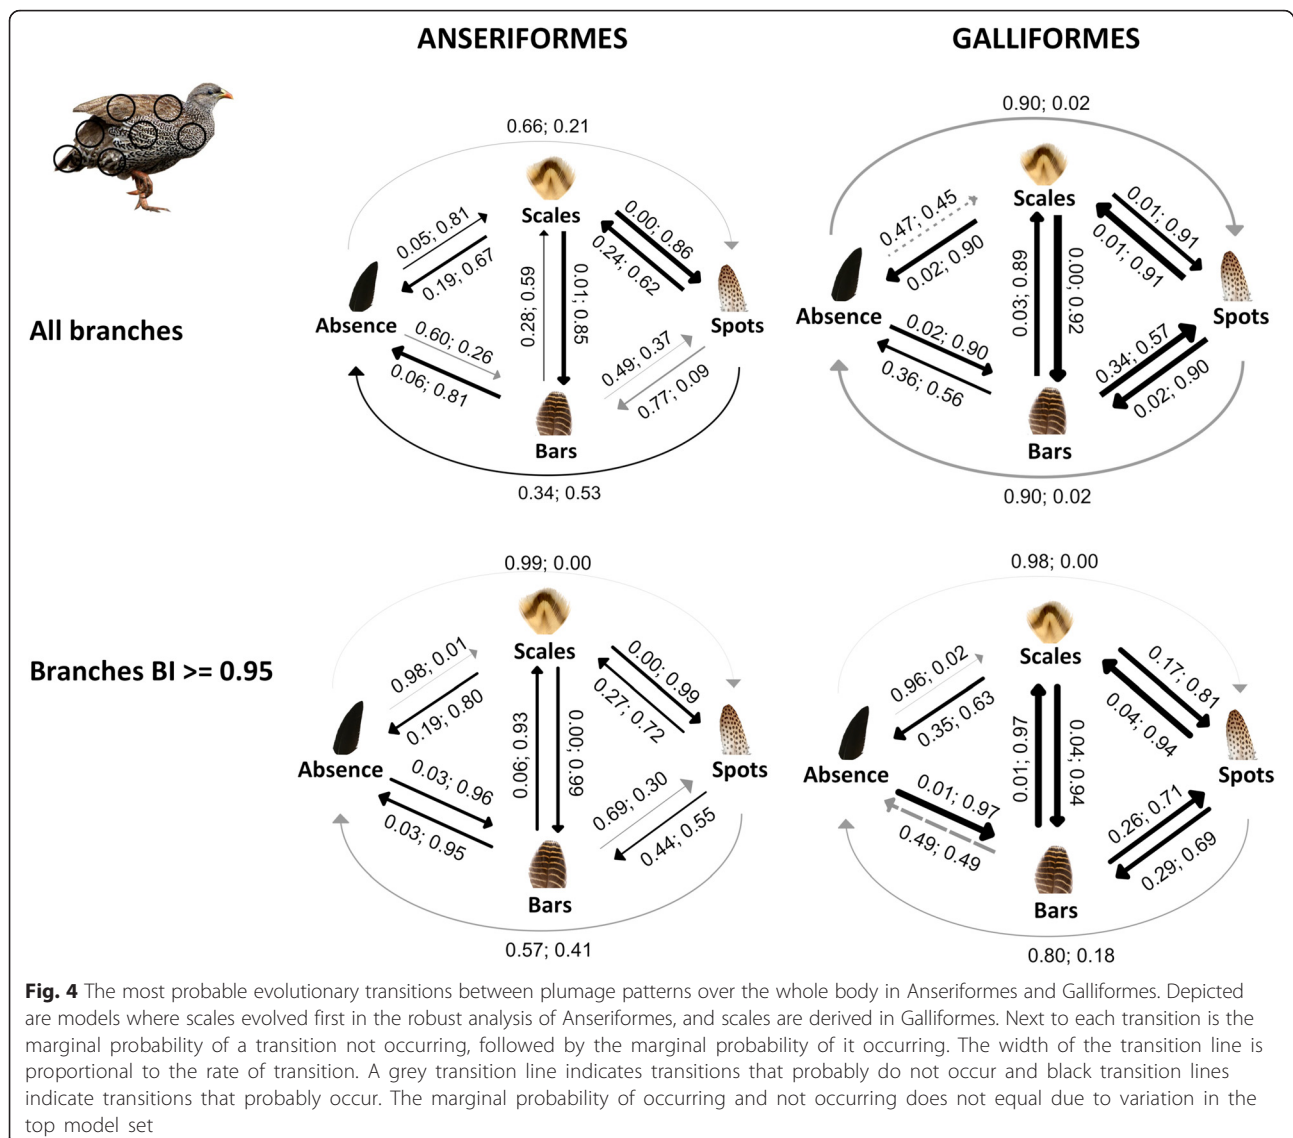 ANSERIFORMES
GALLIFORMES
All branches
0.66; 0.21
Scales
0.05; 0.81
0.19; 0.67
0.00; 0.86
0.24; 0.62
Absence
Spots
0.28; 0.59
0.01; 0.85
0.60; 0.26
0.06; 0.81
0.49; 0.37
0.77; 0.09
Bars
0.34; 0.53
0.90; 0.02
Scales
0.47; 0.45
0.02; 0.90
0.01; 0.91
0.01; 0.91
Absence
Spots
0.03; 0.89
0.00; 0.92
0.02; 0.90
0.36; 0.56
0.34; 0.57
0.02; 0.90
Bars
0.90; 0.02
Branches BI >= 0.95
0.99; 0.00
Scales
0.98; 0.01
0.19; 0.80
0.00; 0.99
0.27; 0.72
Absence
Spots
0.06; 0.93
0.00; 0.99
0.03; 0.96
0.03; 0.95
0.69; 0.30
0.44; 0.55
Bars
0.57; 0.41
0.98; 0.00
Scales
0.96; 0.02
0.35; 0.63
0.17; 0.81
0.04; 0.94
Absence
Spots
0.01; 0.97
0.04; 0.94
0.01; 0.97
0.49; 0.49
0.26; 0.71
0.29; 0.69
Bars
0.80; 0.18
Fig. 4 The most probable evolutionary transitions between plumage patterns over the whole body in Anseriformes and Galliformes. Depicted
are models where scales evolved first in the robust analysis of Anseriformes, and scales are derived in Galliformes. Next to each transition is the
marginal probability of a transition not occurring, followed by the marginal probability of it occurring. The width of the transition line is
proportional to the rate of transition. A grey transition line indicates transitions that probably do not occur and black transition lines
indicate transitions that probably occur. The marginal probability of occurring and not occurring does not equal due to variation in the
top model set